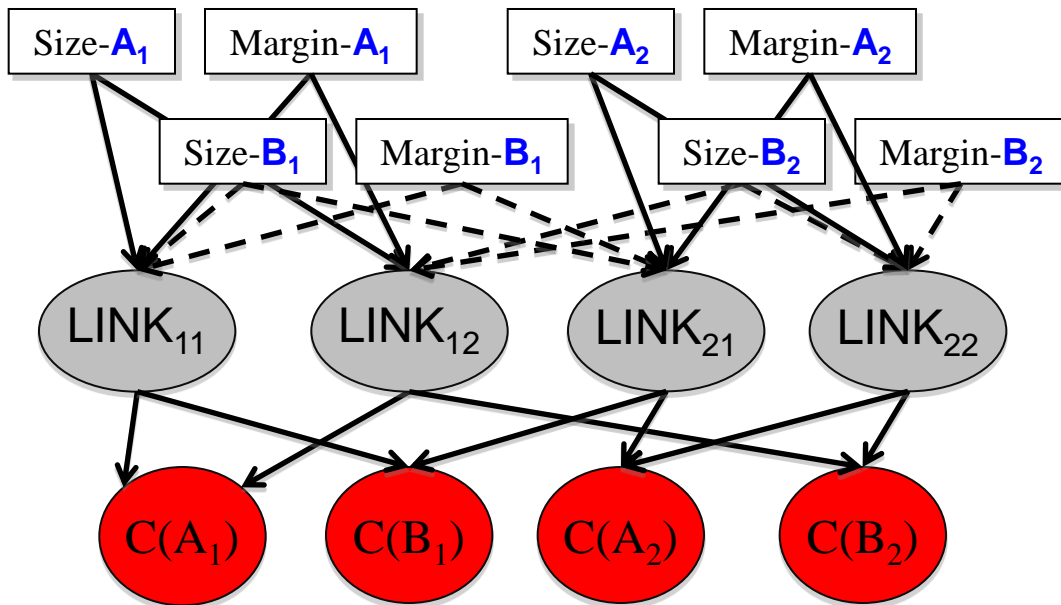 Size-A₁ Margin-A₁ Size-A₂ Margin-A₂
Size-B₁ Margin-B₁ Size-B₂ Margin-B₂
LINK₁₁ LINK₁₂ LINK₂₁ LINK₂₂
C(A₁) C(B₁) C(A₂) C(B₂)